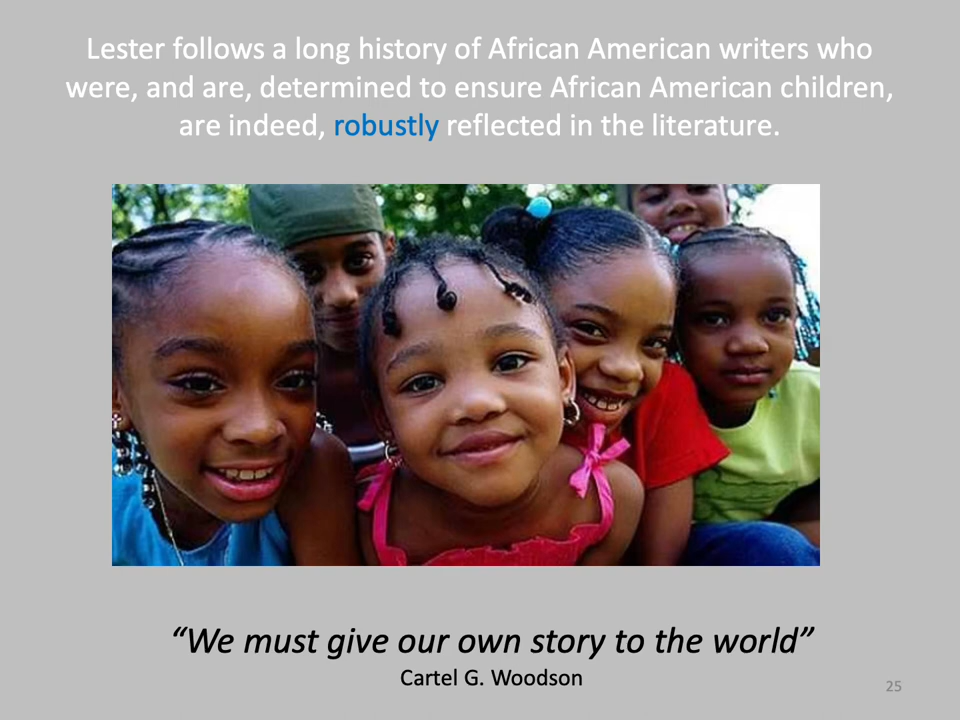 Lester follows a long history of African American writers who
were, and are, determined to ensure African American children,
are indeed, robustly reflected in the literature.
“We must give our own story to the world”
Cartel G. Woodson
25